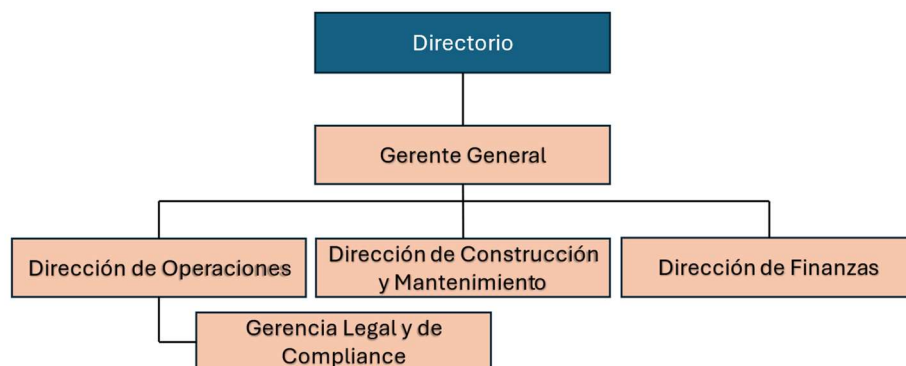 Directorio
Gerente General
Dirección de Operaciones
Dirección de Construcción
y Mantenimiento
Dirección de Finanzas
Gerencia Legal y de
Compliance